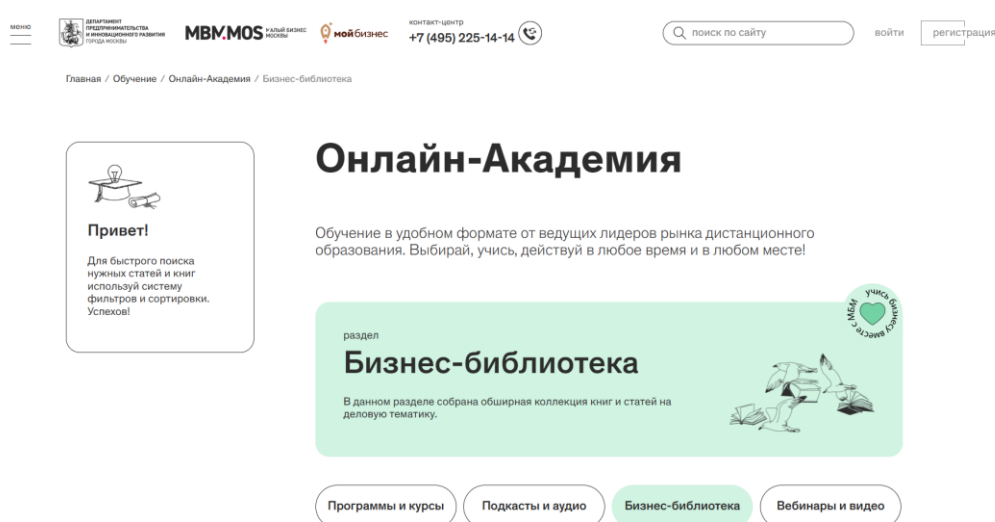 меню
ДЕПАРТАМЕНТ
ПРЕДПРИНИМАТЕЛЬСТВА
И ИННОВАЦИОННОГО РАЗВИТИЯ
ГОРОДА МОСКВЫ
MBM.MOS
МАЛЫЙ БИЗНЕС
МОСКВЫ
мойбизнес
контакт-центр
+7 (495) 225-14-14
поиск по сайту
войти
регистрация
Главная / Обучение / Онлайн-Академия / Бизнес-библиотека
Привет!
Для быстрого поиска
нужных статей и книг
используй систему
фильтров и сортировки.
Успехов!
Онлайн-Академия
Обучение в удобном формате от ведущих лидеров рынка дистанционного
образования. Выбирай, учись, действуй в любое время и в любом месте!
учись бизнесу вместе с МБМ
раздел
Бизнес-библиотека
В данном разделе собрана обширная коллекция книг и статей на
деловую тематику.
Программы и курсы
Подкасты и аудио
Бизнес-библиотека
Вебинары и видео